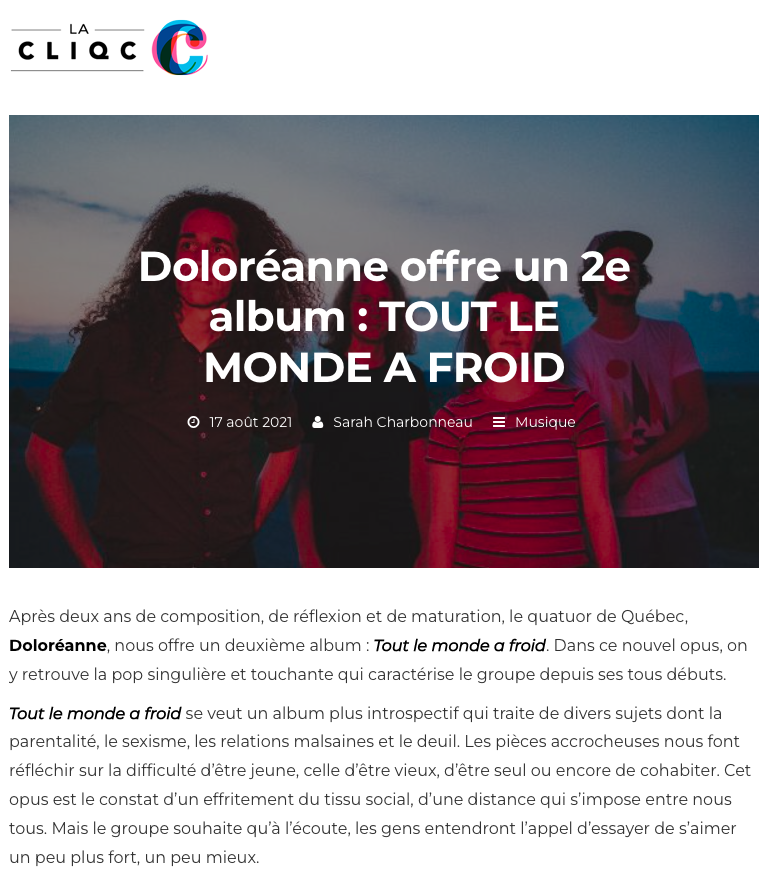 LA
CLIQC
Doloréanne offre un 2e
album : TOUT LE
MONDE A FROID
17 août 2021 Sarah Charbonneau Musique
Après deux ans de composition, de réflexion et de maturation, le quatuor de Québec,
Doloréanne, nous offre un deuxième album : Tout le monde a froid. Dans ce nouvel opus, on
y retrouve la pop singulière et touchante qui caractérise le groupe depuis ses tous débuts.
Tout le monde a froid se veut un album plus introspectif qui traite de divers sujets dont la
parentalité, le sexisme, les relations malsaines et le deuil. Les pièces accrocheuses nous font
réfléchir sur la difficulté d’être jeune, celle d’être vieux, d’être seul ou encore de cohabiter. Cet
opus est le constat d’un effritement du tissu social, d’une distance qui s’impose entre nous
tous. Mais le groupe souhaite qu’à l’écoute, les gens entendront l’appel d’essayer de s’aimer
un peu plus fort, un peu mieux.